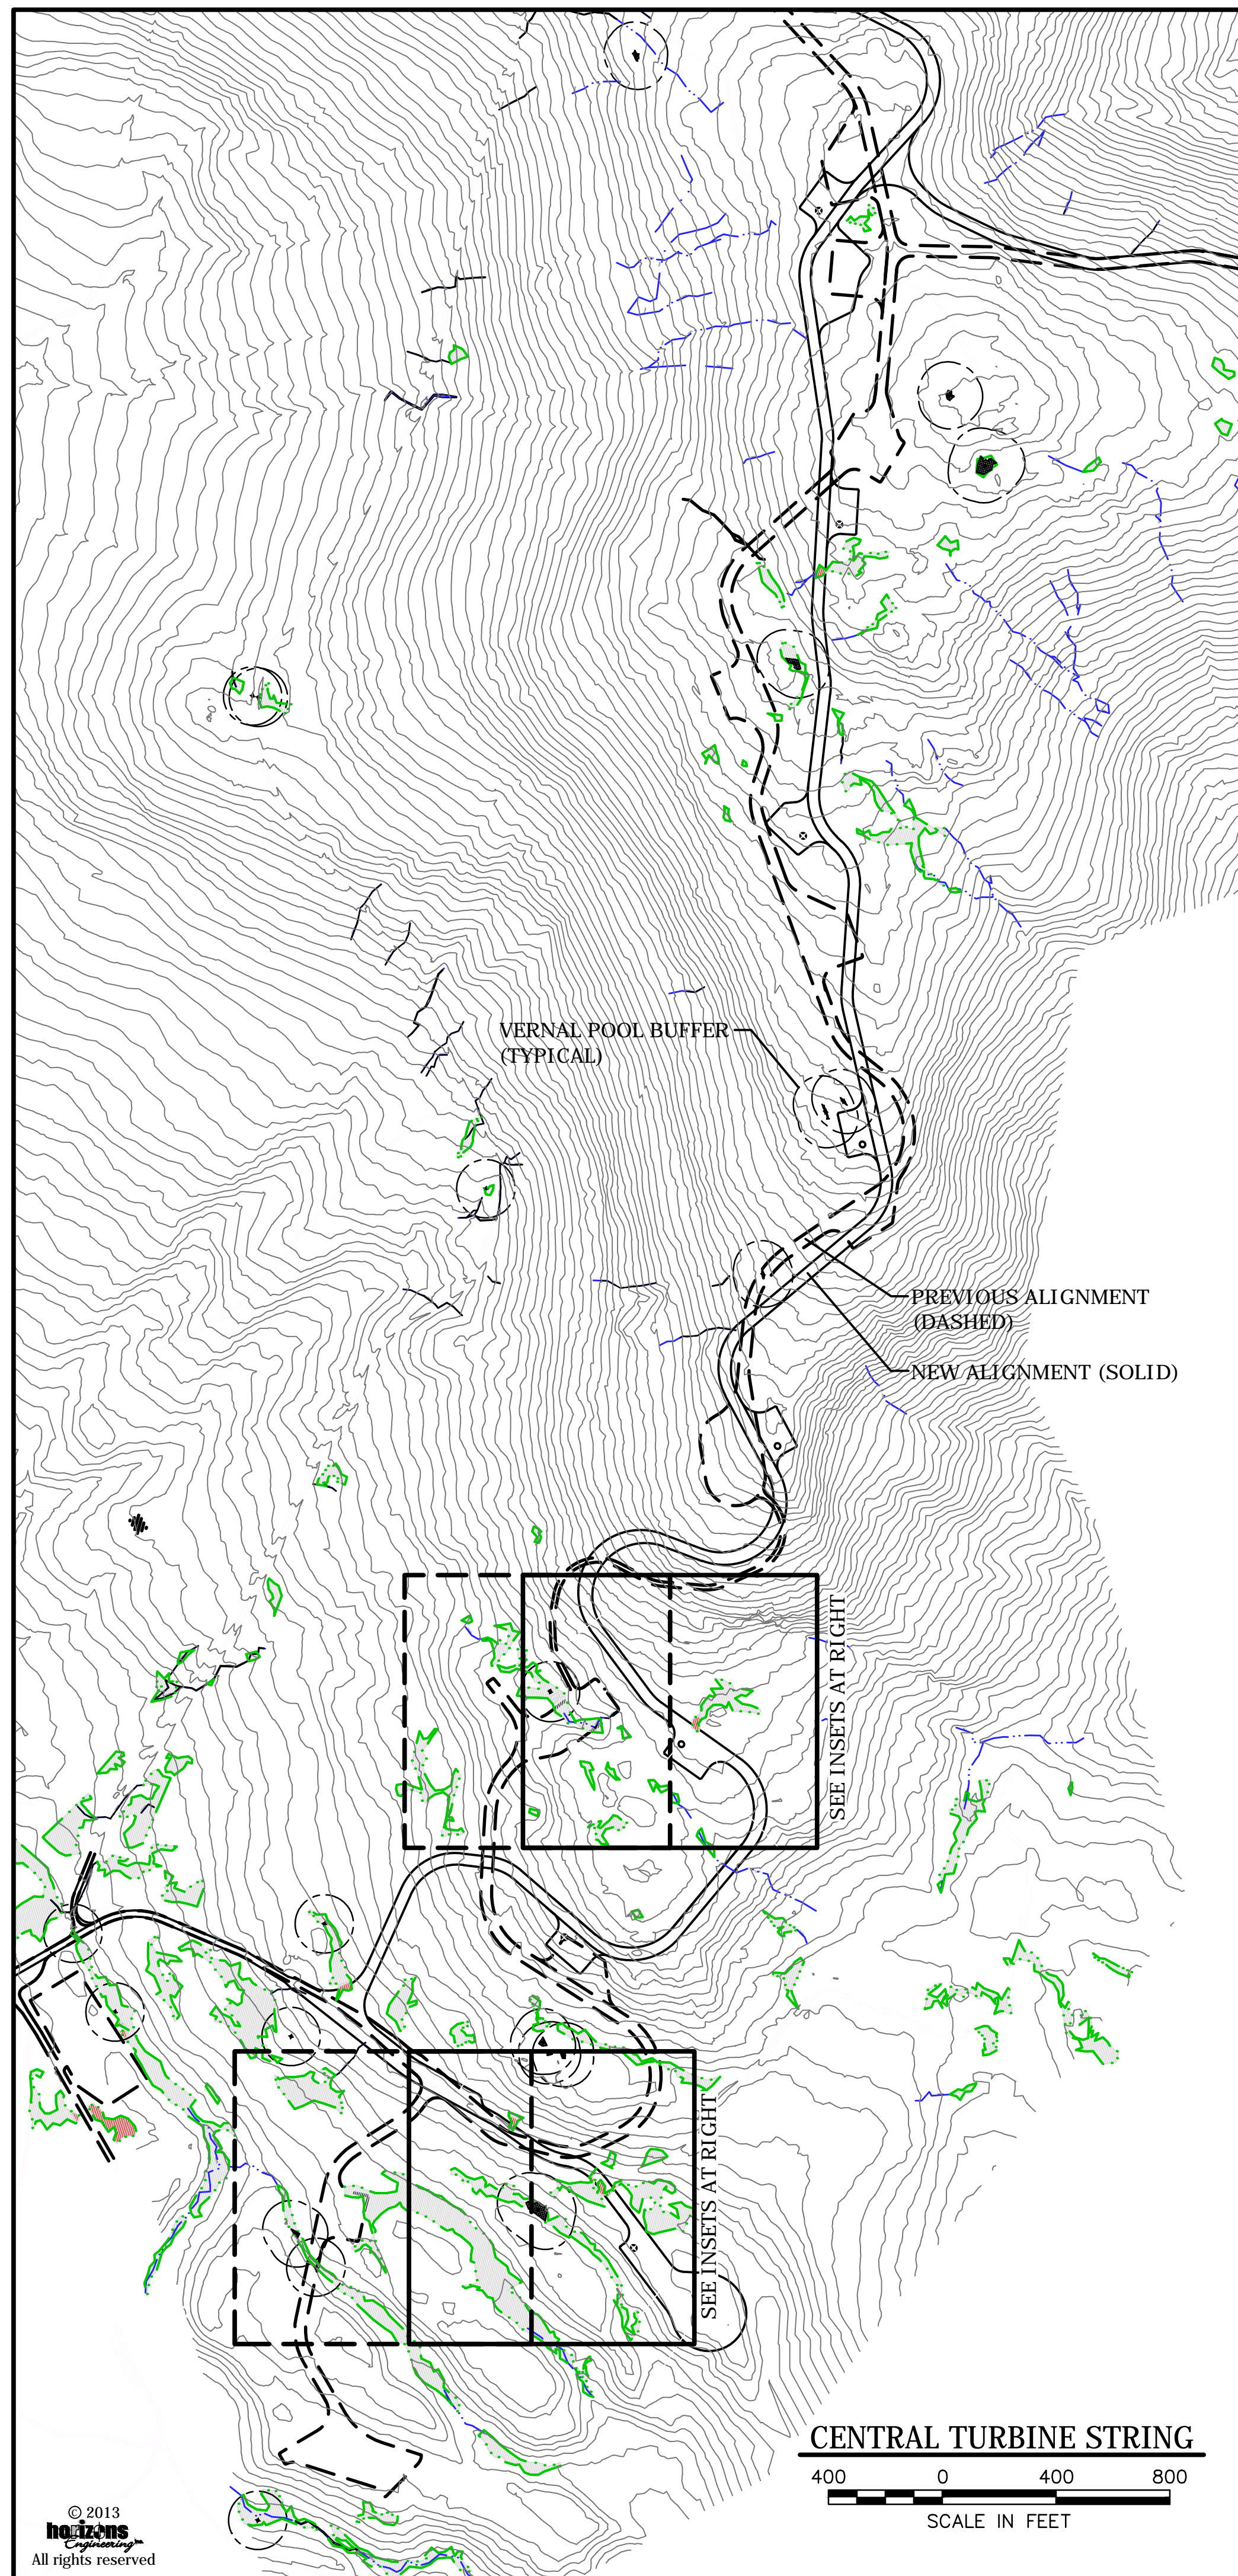 VERNAL POOL BUFFER
(TYPICAL)
PREVIOUS ALIGNMENT
(DASHED)
NEW ALIGNMENT (SOLID)
SEE INSETS AT RIGHT
SEE INSETS AT RIGHT
CENTRAL TURBINE STRING
400 0 400 800
SCALE IN FEET
© 2013
horizons
Engineering
All rights reserved